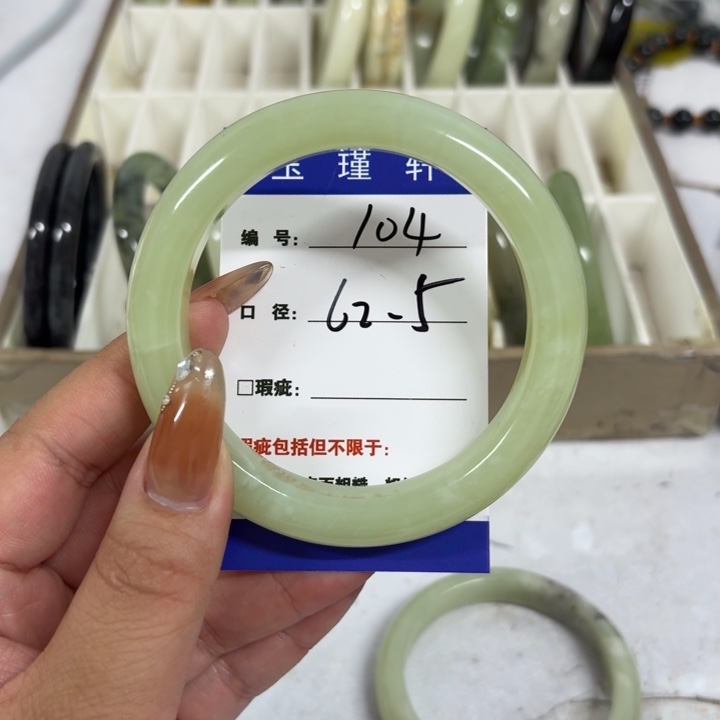 玉 瑾 轩
编 号: 104
口 径: 62.5
□瑕疵:
瑕疵包括但不限于: